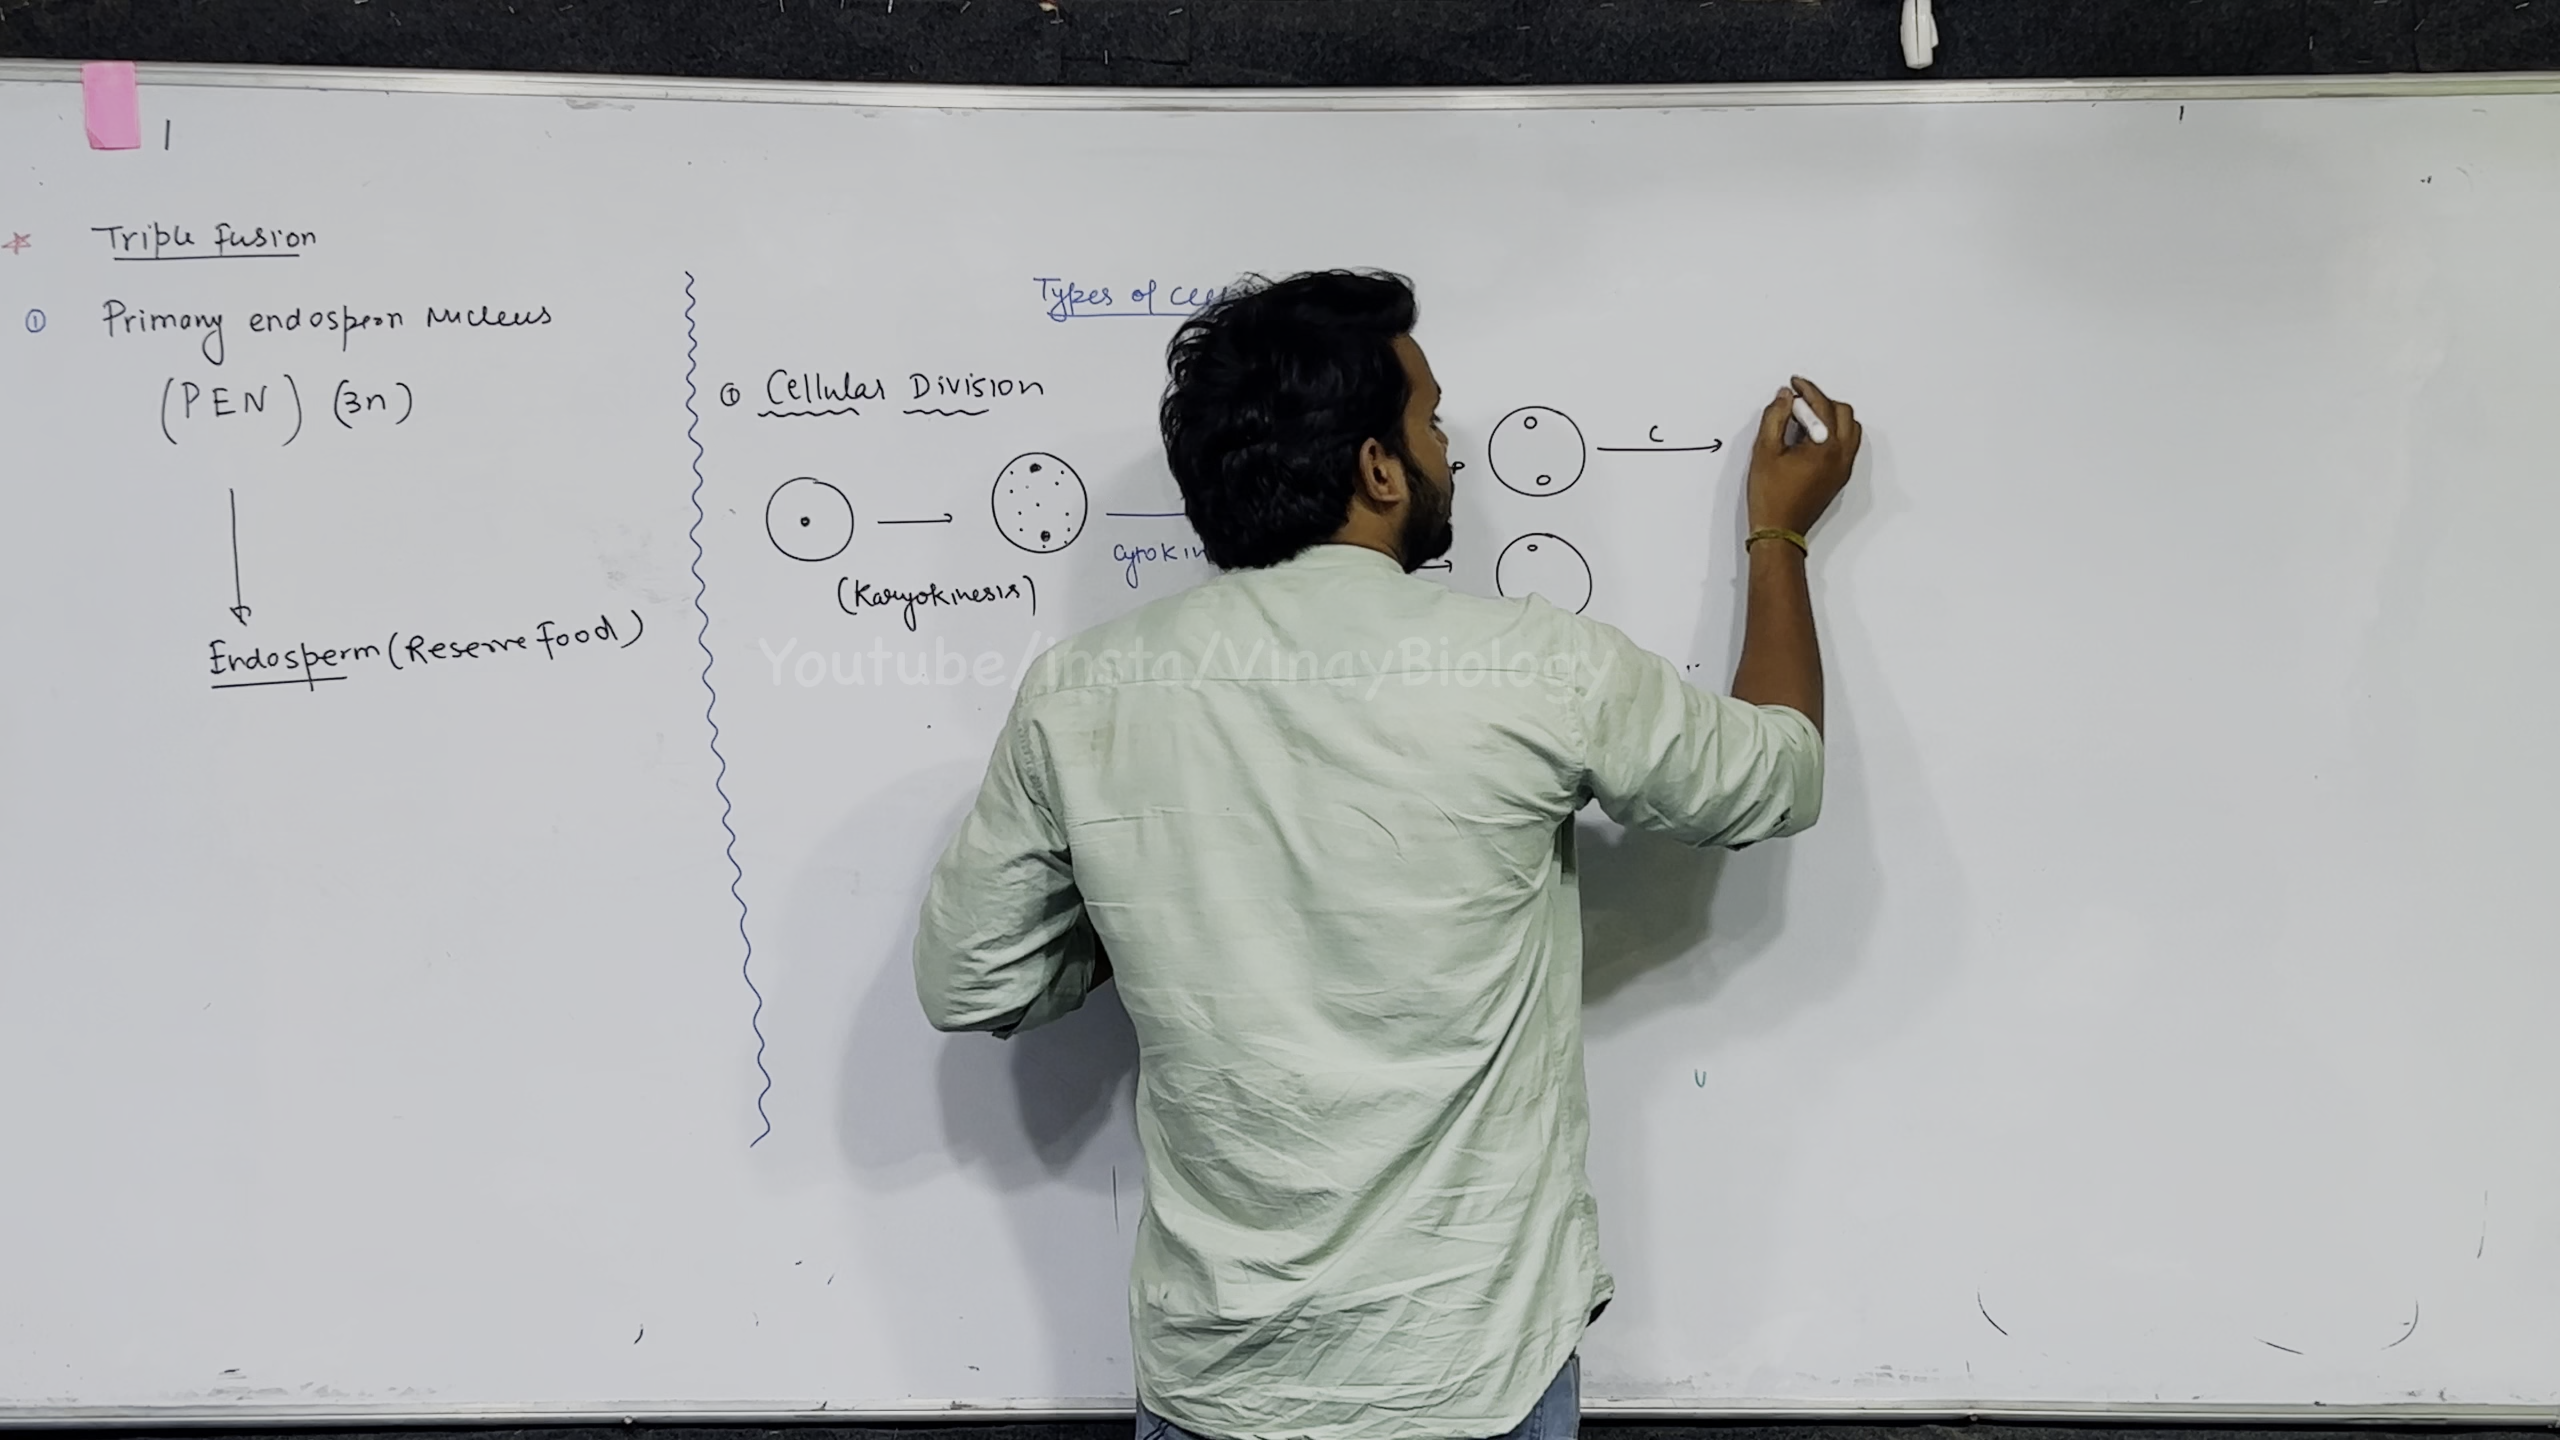 Triple fusion
① Primary endosperm Nucleus
(PEN) (3n)
Endosperm (Reserve food)
Types of
① Cellular Division
(Karyokinesis)
C
Youtube/insta/VinayBiology